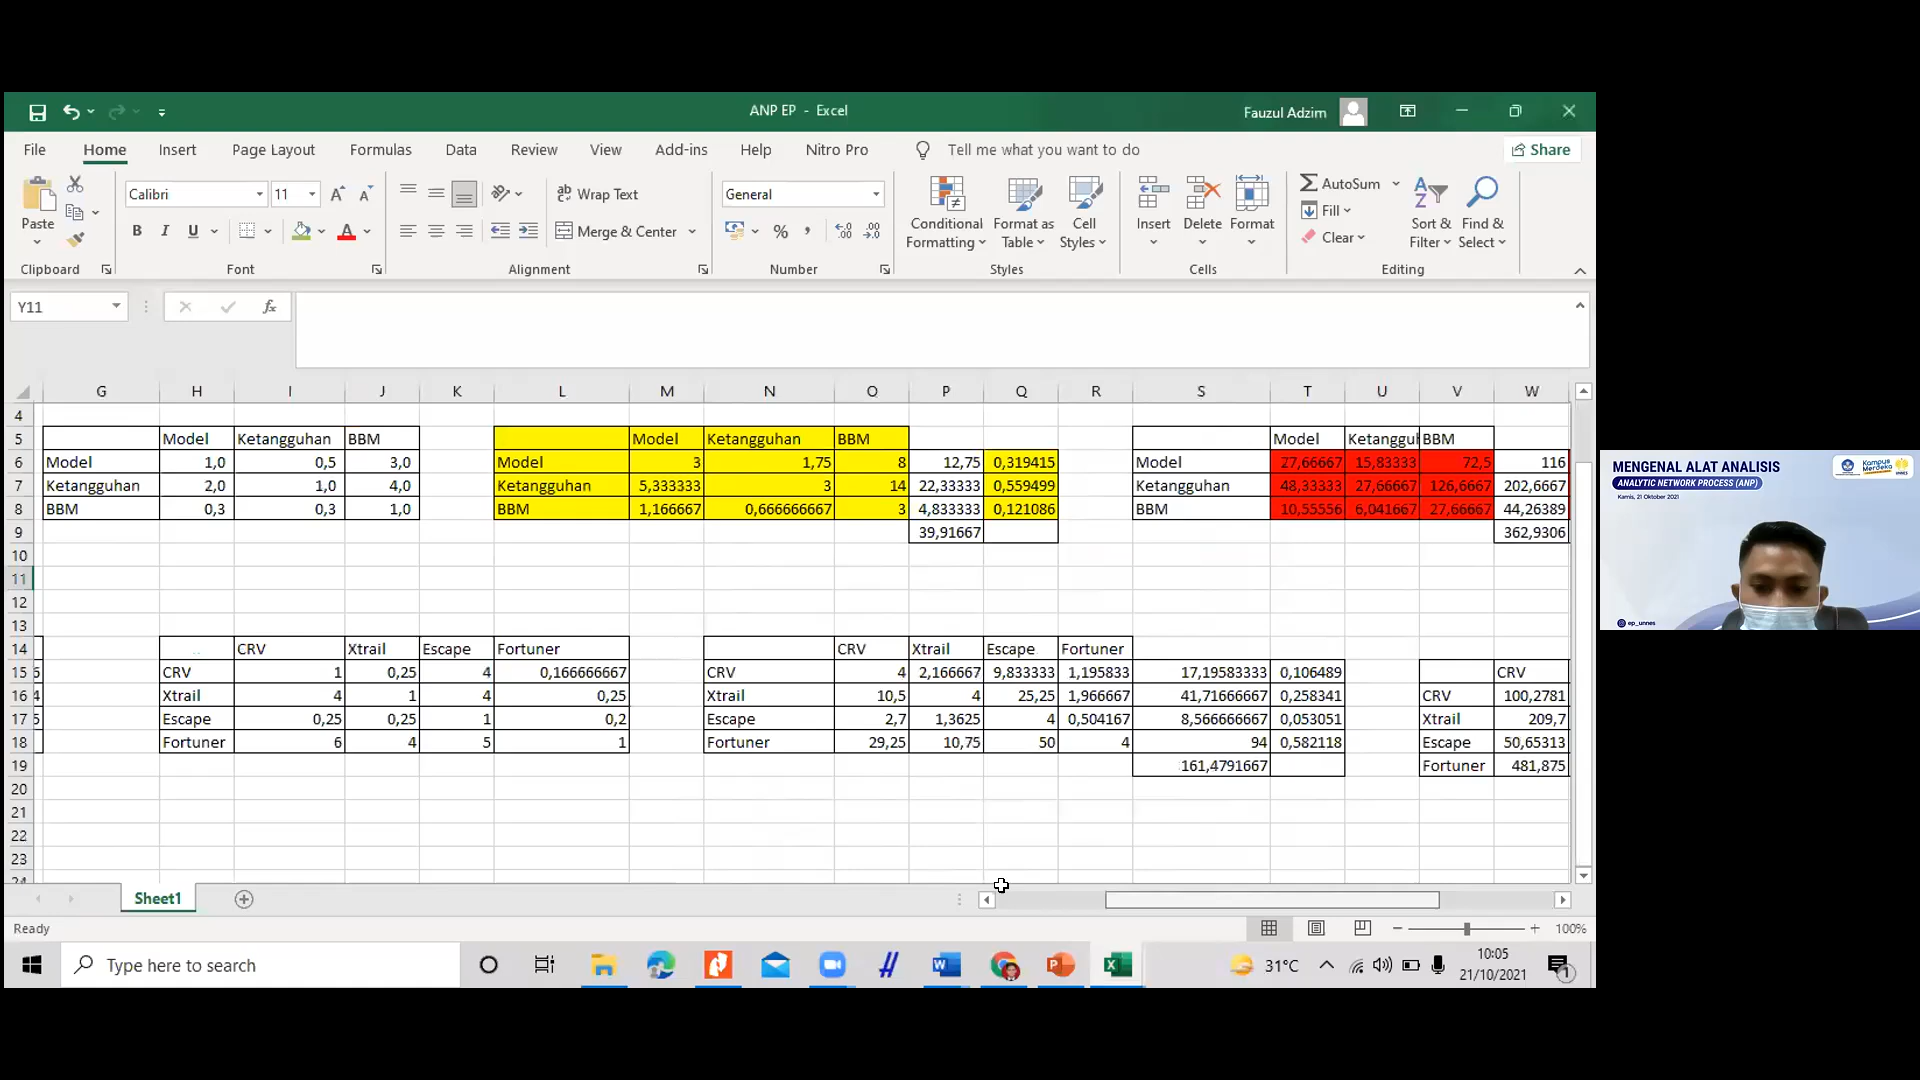 ANP EP - Excel
Fauzul Adzim
File Home Insert Page Layout Formulas Data Review View Add-ins Help Nitro Pro Tell me what you want to do Share
Paste Calibri 11 Wrap Text General AutoSum
B I U Merge & Center % Conditional Formatting Format as Table Cell Styles Insert Delete Format Fill Clear Sort & Filter Find & Select
Clipboard Font Alignment Number Styles Cells Editing
Y11 fx
G H I J K L M N O P Q R S T U V W
4
5 Model Ketangguhan BBM Model Ketangguhan BBM Model Ketangguh BBM
6 Model 1,0 0,5 3,0 Model 3 1,75 8 12,75 0,319415 Model 27,66667 15,83333 72,5 116
7 Ketangguhan 2,0 1,0 4,0 Ketangguhan 5,333333 3 14 22,33333 0,559499 Ketangguhan 48,33333 27,66667 126,6667 202,6667
8 BBM 0,3 0,3 1,0 BBM 1,166667 0,666666667 3 4,833333 0,121086 BBM 10,55556 6,041667 27,66667 44,26389
9 39,91667 362,9306
10
11
12
13
14 CRV Xtrail Escape Fortuner CRV Xtrail Escape Fortuner
15 6 CRV 1 0,25 4 0,166666667 CRV 4 2,166667 9,833333 1,195833 17,19583333 0,106489 CRV
16 4 Xtrail 4 1 4 0,25 Xtrail 10,5 4 25,25 1,966667 41,71666667 0,258341 CRV 100,2781
17 Escape 0,25 0,25 1 0,2 Escape 2,7 1,3625 4 0,504167 8,566666667 0,053051 Xtrail 209,7
18 Fortuner 6 4 5 1 Fortuner 29,25 10,75 50 4 94 0,582118 Escape 50,65313
19 161,4791667 Fortuner 481,875
20
21
22
23
24
Sheet1
Ready 100%
Type here to search 31°C 10:05
21/10/2021
MENGENAL ALAT ANALISIS
ANALYTIC NETWORK PROCESS (ANP)
Kamis, 21 Oktober 2021
Kampus Merdeka
ep_unnes